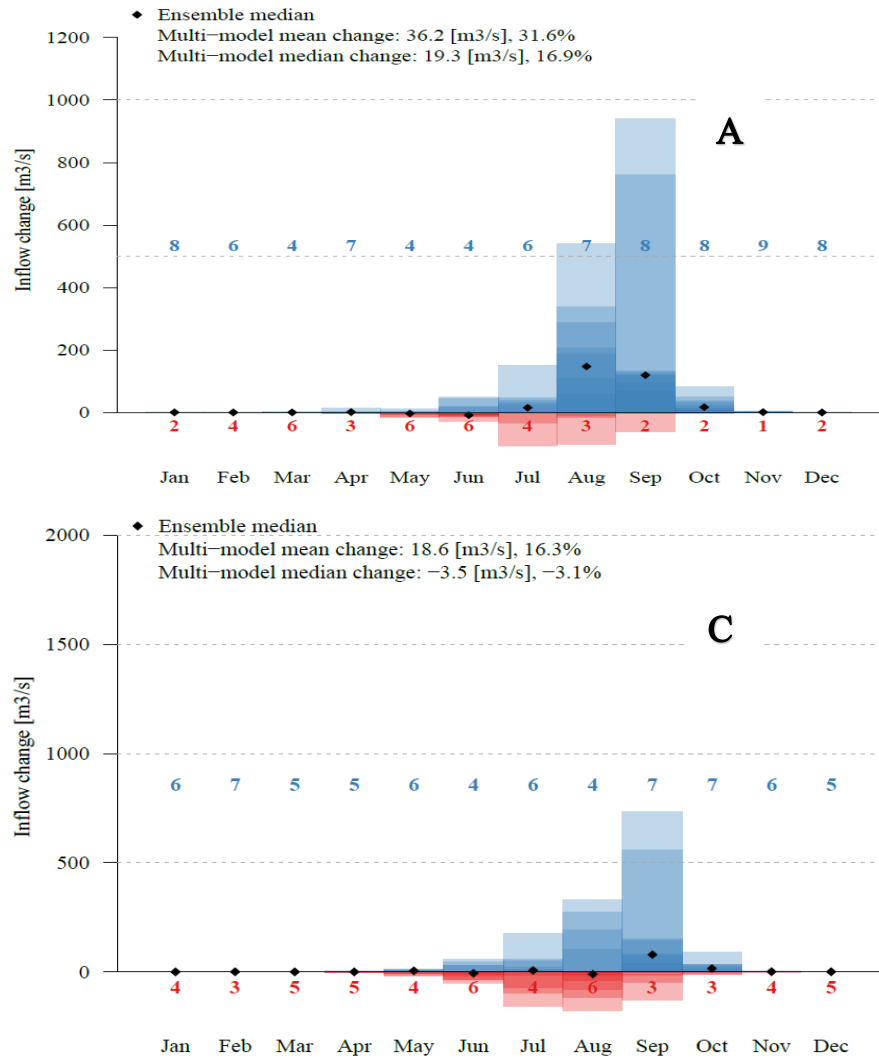 Ensemble median
Multi−model mean change: 36.2 [m3/s], 31.6%
Multi−model median change: 19.3 [m3/s], 16.9%
A
Inflow change [m3/s]
1200
1000
800
600
400
200
0
8 6 4 7 4 4 6 7 8 8 9 8
2 4 6 3 6 6 4 3 2 2 1 2
Jan Feb Mar Apr May Jun Jul Aug Sep Oct Nov Dec
Ensemble median
Multi−model mean change: 18.6 [m3/s], 16.3%
Multi−model median change: −3.5 [m3/s], −3.1%
C
Inflow change [m3/s]
2000
1500
1000
500
0
6 7 5 5 6 4 6 4 7 7 6 5
4 3 5 5 4 6 4 6 3 3 4 5
Jan Feb Mar Apr May Jun Jul Aug Sep Oct Nov Dec